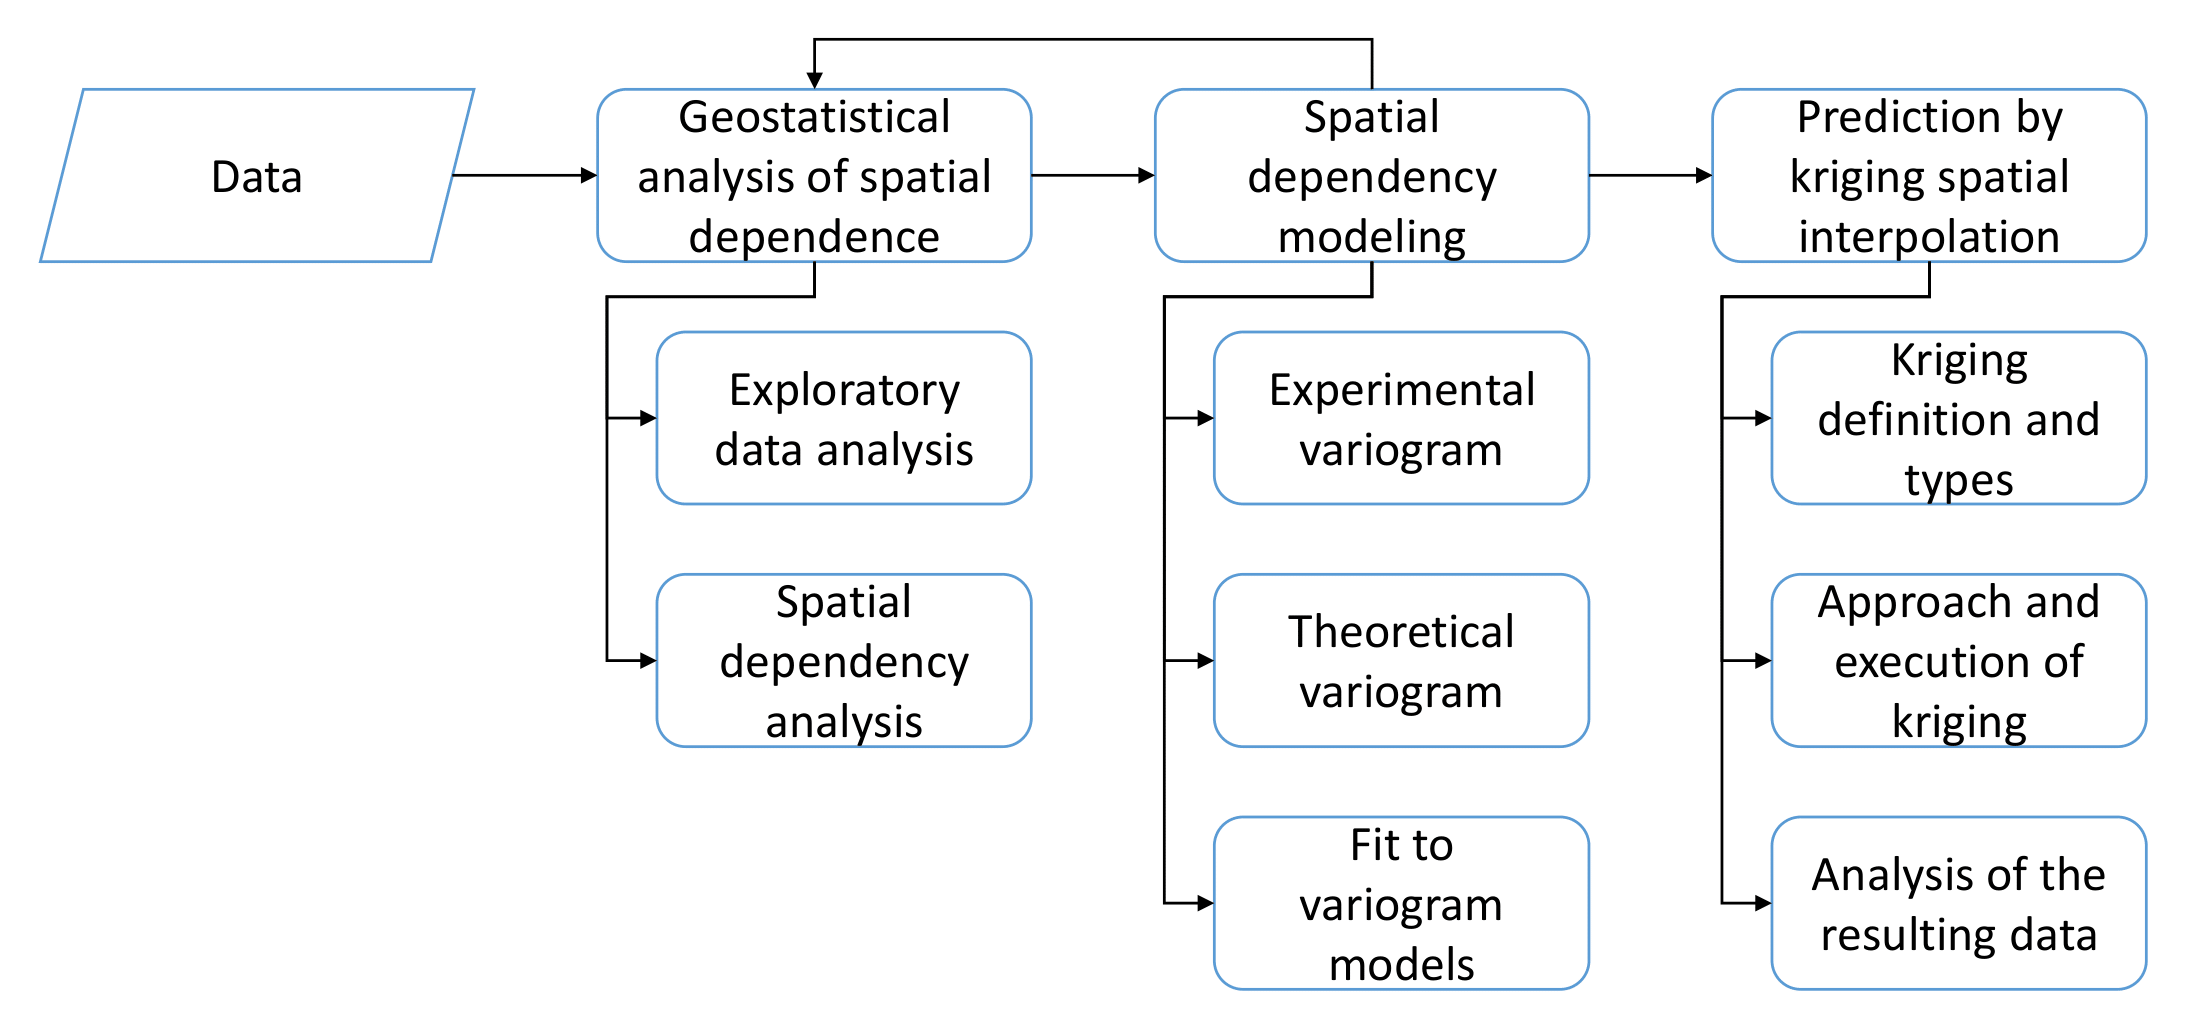 Data
Geostatistical
analysis of spatial
dependence
Spatial
dependency
modeling
Prediction by
kriging spatial
interpolation
Exploratory
data analysis
Spatial
dependency
analysis
Experimental
variogram
Theoretical
variogram
Fit to
variogram
models
Kriging
definition and
types
Approach and
execution of
kriging
Analysis of the
resulting data